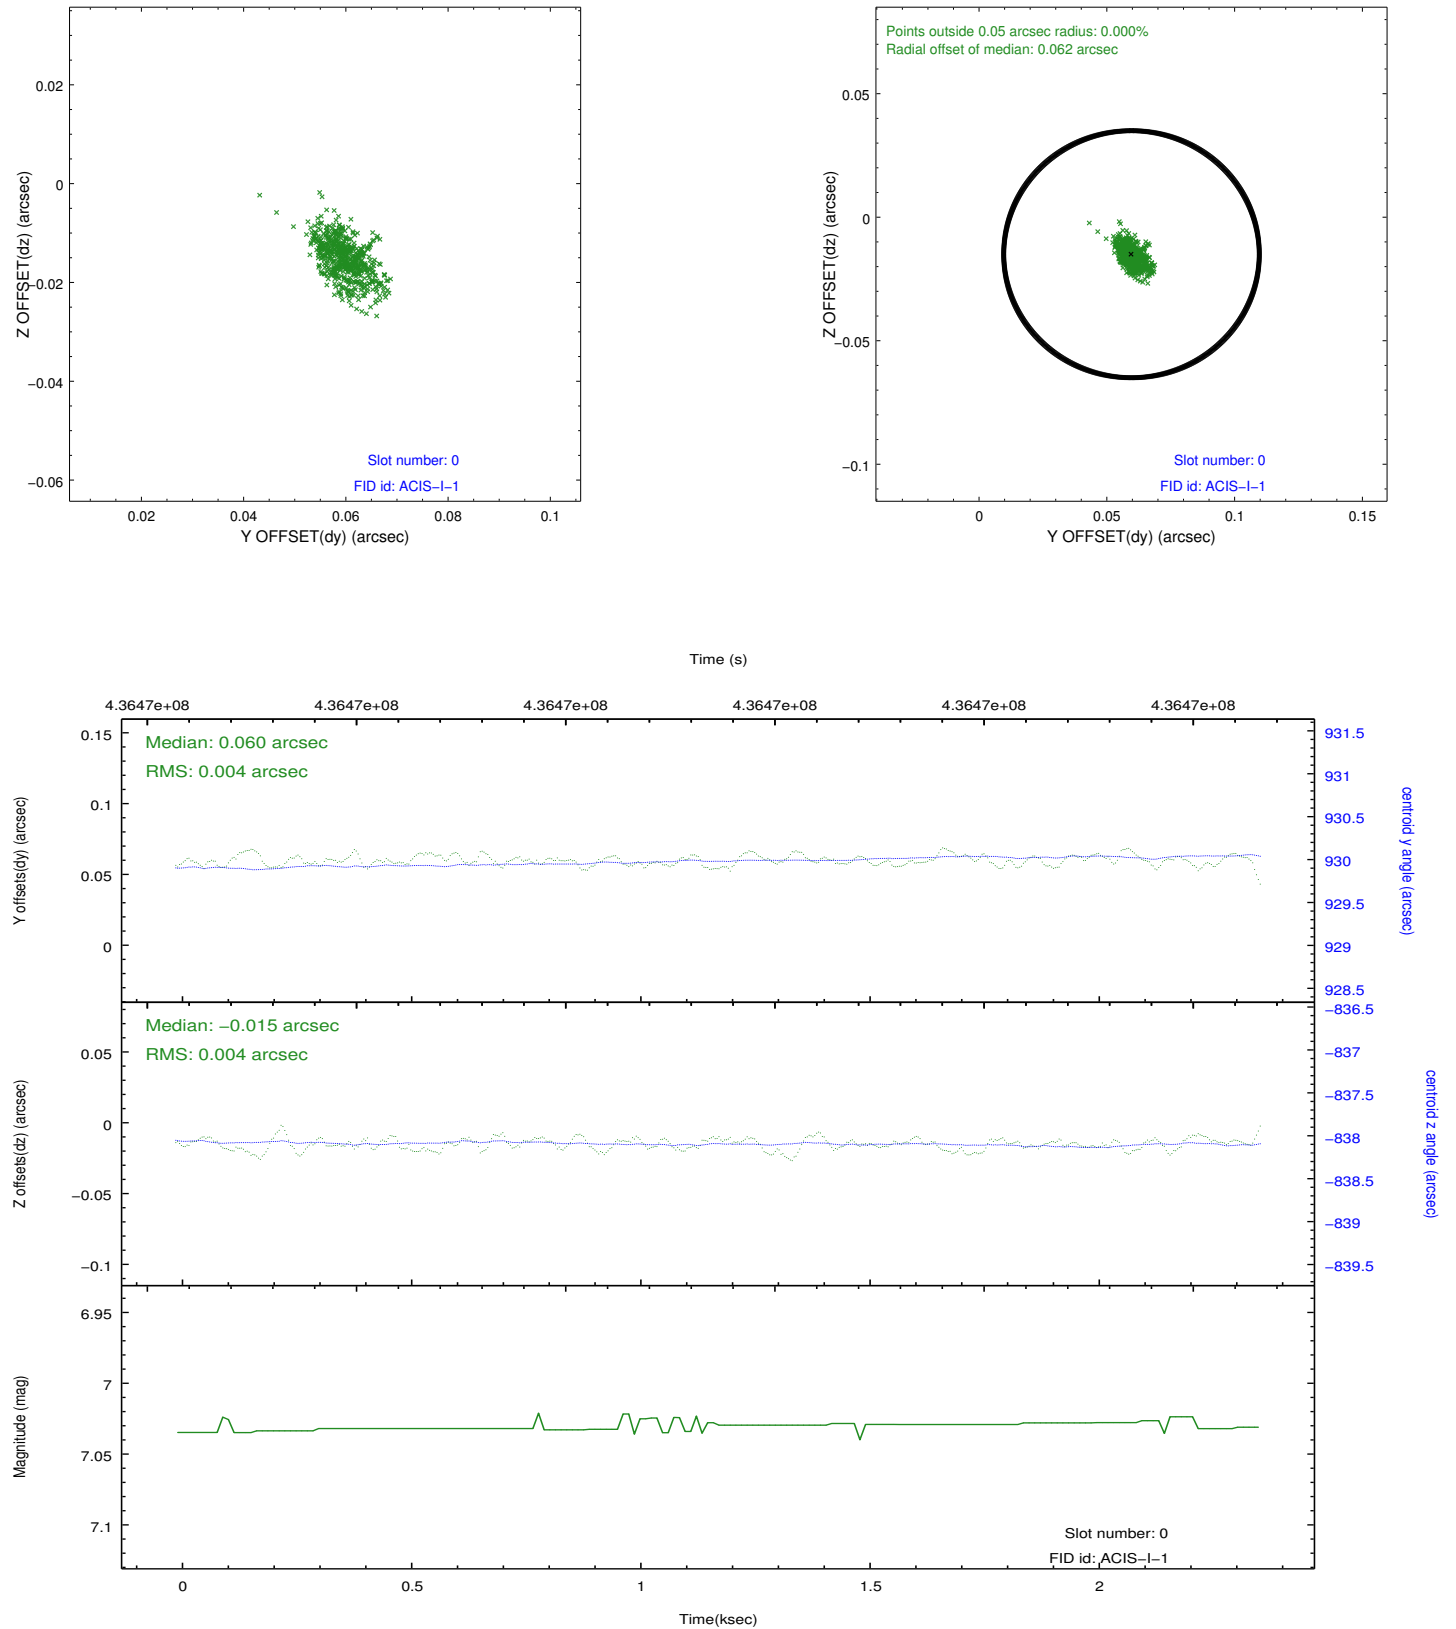 0.02
0
−0.02
−0.04
−0.06
Z OFFSET(dz) (arcsec)
Slot number: 0
FID id: ACIS−I−1
0.02
0.04
0.06
0.08
0.1
Y OFFSET(dy) (arcsec)
Points outside 0.05 arcsec radius: 0.000%
Radial offset of median: 0.062 arcsec
0.05
0
−0.05
−0.1
Z OFFSET(dz) (arcsec)
Slot number: 0
FID id: ACIS−I−1
0
0.05
0.1
0.15
Y OFFSET(dy) (arcsec)
Time (s)
4.3647e+08
4.3647e+08
4.3647e+08
4.3647e+08
4.3647e+08
4.3647e+08
Median: 0.060 arcsec
RMS: 0.004 arcsec
0.15
0.1
0.05
0
Y offsets(dy) (arcsec)
931.5
931
930.5
930
929.5
929
928.5
centroid y angle (arcsec)
Median: −0.015 arcsec
RMS: 0.004 arcsec
0.05
0
−0.05
−0.1
Z offsets(dz) (arcsec)
−836.5
−837
−837.5
−838
−838.5
−839
−839.5
centroid z angle (arcsec)
6.95
7
7.05
7.1
Magnitude (mag)
Slot number: 0
FID id: ACIS−I−1
0
0.5
1
1.5
2
Time(ksec)